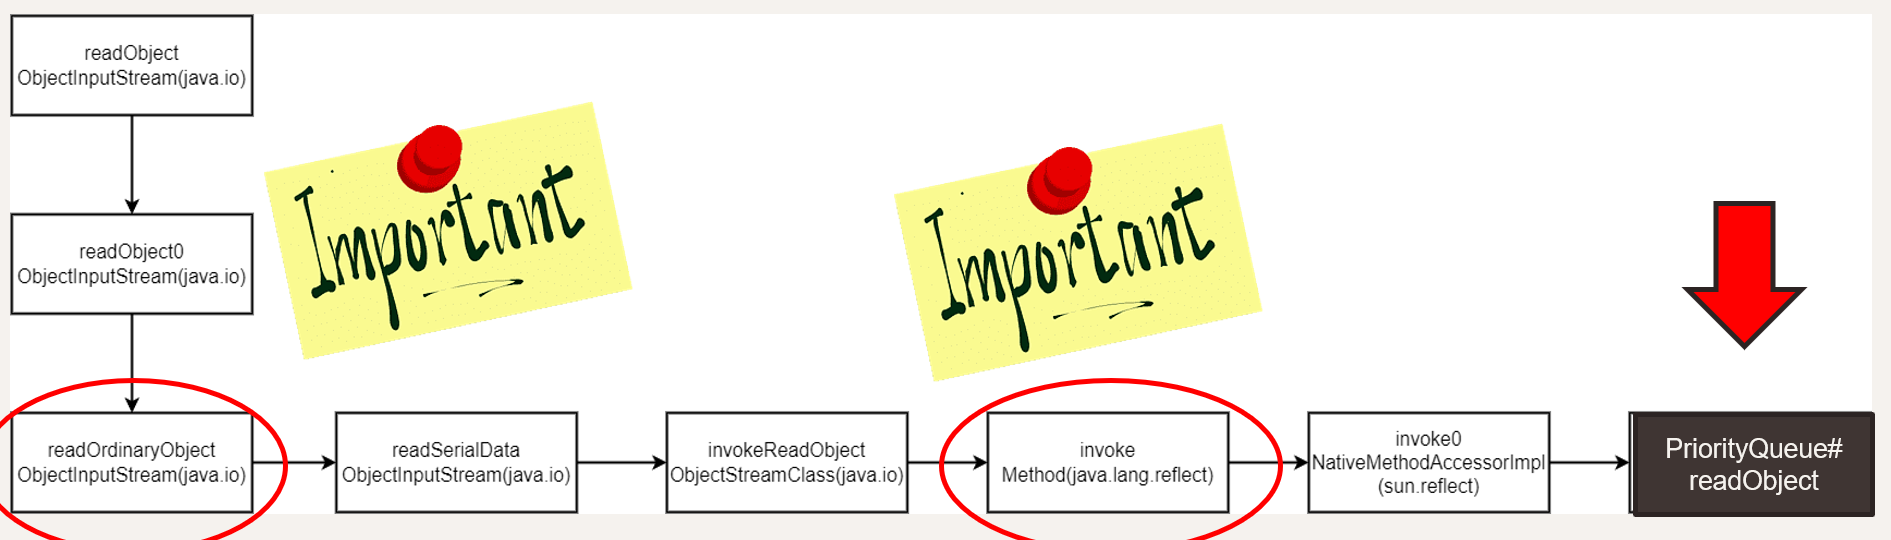 readObject
ObjectInputStream(java.io)
Important
Important
readObject0
ObjectInputStream(java.io)
readOrdinaryObject
ObjectInputStream(java.io)
readSerialData
ObjectInputStream(java.io)
invokeReadObject
ObjectStreamClass(java.io)
invoke
Method(java.lang.reflect)
invoke0
NativeMethodAccessorImpl
(sun.reflect)
PriorityQueue#
readObject